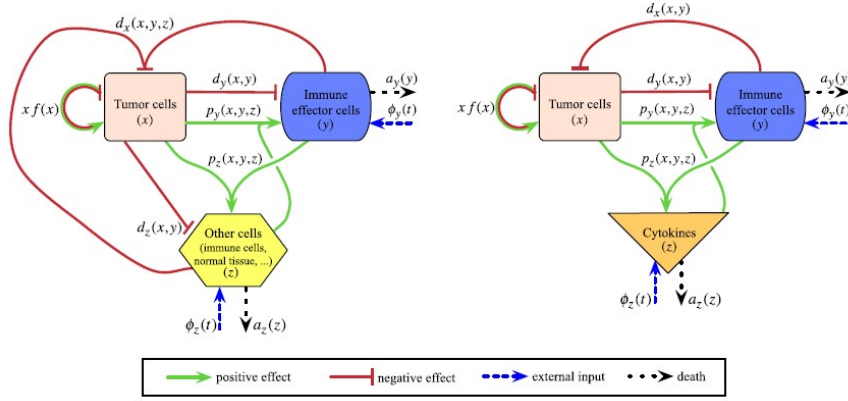 d_x(x,y,z)
d_y(x,y)
Tumor cells
(x)
x f(x)
Immune
effector cells
(y)
a_y(y)
ϕ_y(t)
p_y(x,y,z)
p_z(x,y,z)
d_z(x,y)
Other cells
(immune cells,
normal tissue, ...)
(z)
ϕ_z(t)
a_z(z)
d_x(x,y)
d_y(x,y)
Tumor cells
(x)
x f(x)
Immune
effector cells
(y)
a_y(y)
ϕ_y(t)
p_y(x,y,z)
p_z(x,y,z)
Cytokines
(z)
ϕ_z(t)
a_z(z)
positive effect
negative effect
external input
death